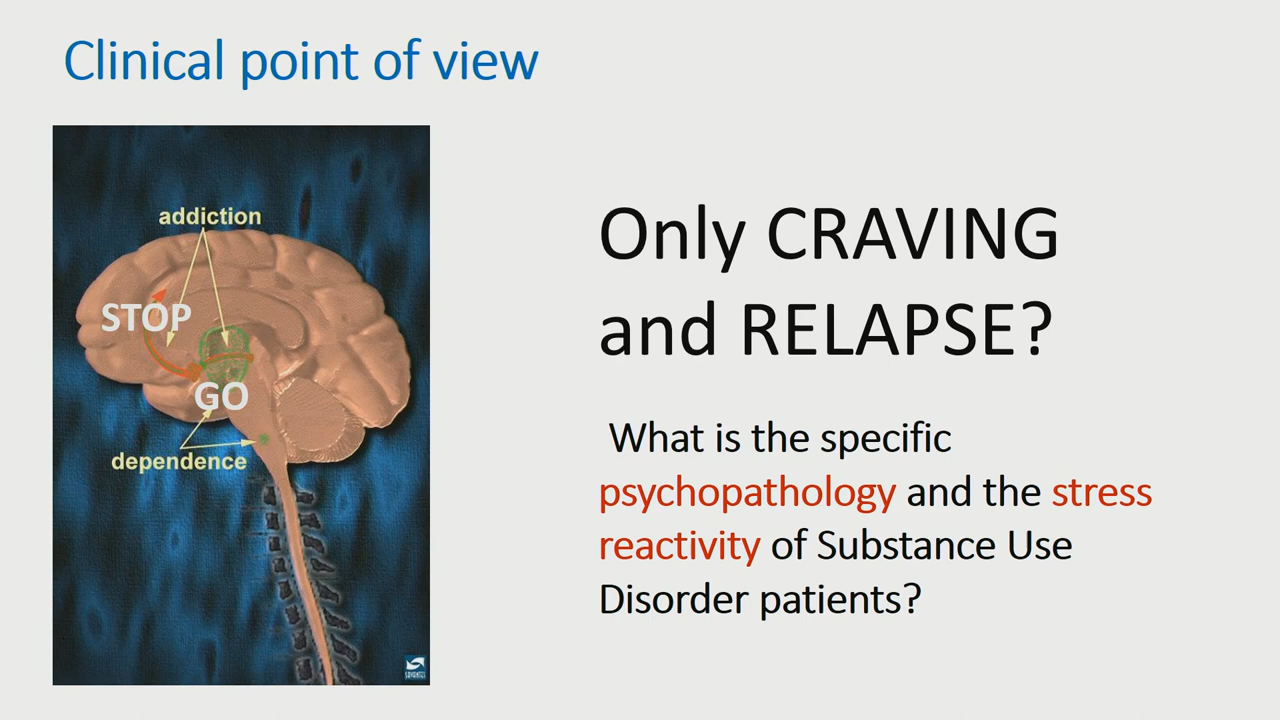 Clinical point of view
addiction
STOP
GO
dependence
Only CRAVING
and RELAPSE?
What is the specific
psychopathology and the stress
reactivity of Substance Use
Disorder patients?